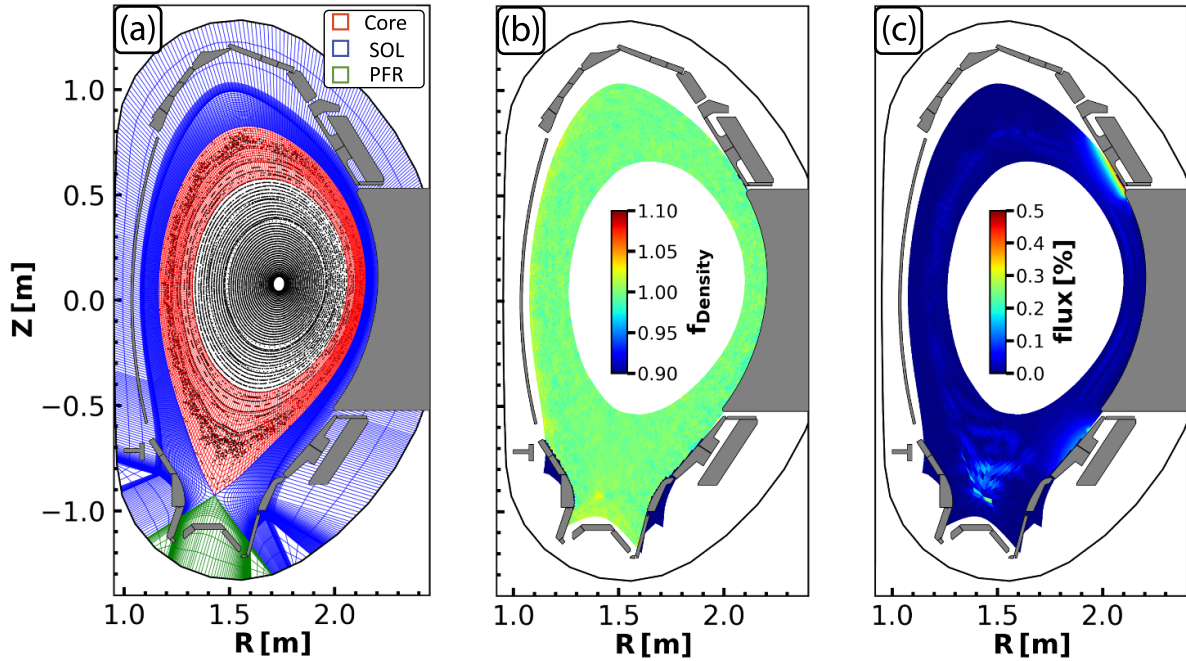 (a)
Core
SOL
PFR
1.0
0.5
0.0
−0.5
−1.0
Z [m]
1.0 1.5 2.0
R [m]
(b)
1.10
1.05
1.00
0.95
0.90
fDensity
1.0 1.5 2.0
R [m]
(c)
0.5
0.4
0.3
0.2
0.1
0.0
flux [%]
1.0 1.5 2.0
R [m]